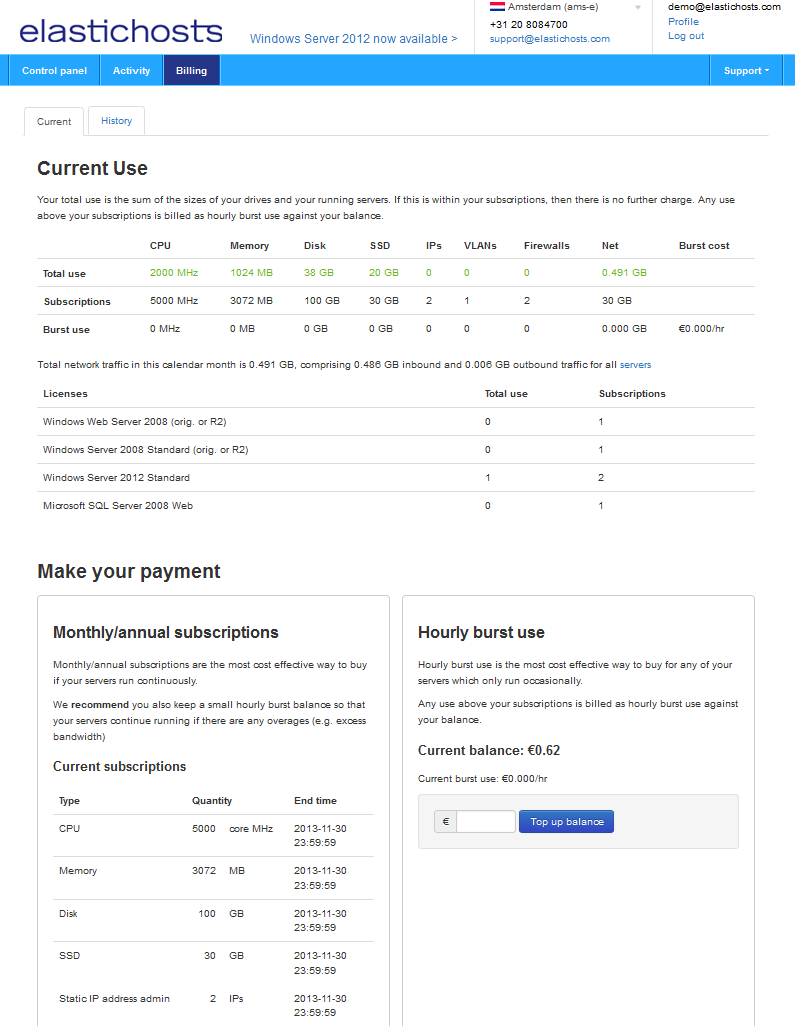 elastichosts
Windows Server 2012 now available >
Amsterdam (ams-e)
+31 20 8084700
support@elastichosts.com
demo@elastichosts.com
Profile
Log out
Control panel Activity Billing Support
Current History
Current Use
Your total use is the sum of the sizes of your drives and your running servers. If this is within your subscriptions, then there is no further charge. Any use
above your subscriptions is billed as hourly burst use against your balance.
CPU Memory Disk SSD IPs VLANs Firewalls Net Burst cost
Total use 2000 MHz 1024 MB 38 GB 20 GB 0 0 0 0.491 GB
Subscriptions 5000 MHz 3072 MB 100 GB 30 GB 2 1 2 30 GB
Burst use 0 MHz 0 MB 0 GB 0 GB 0 0 0 0.000 GB €0.000/hr
Total network traffic in this calendar month is 0.491 GB, comprising 0.486 GB inbound and 0.006 GB outbound traffic for all servers
Licenses Total use Subscriptions
Windows Web Server 2008 (orig. or R2) 0 1
Windows Server 2008 Standard (orig. or R2) 0 1
Windows Server 2012 Standard 1 2
Microsoft SQL Server 2008 Web 0 1
Make your payment
Monthly/annual subscriptions
Monthly/annual subscriptions are the most cost effective way to buy
if your servers run continuously.
We recommend you also keep a small hourly burst balance so that
your servers continue running if there are any overages (e.g. excess
bandwidth)
Current subscriptions
Type Quantity End time
CPU 5000 core MHz 2013-11-30
23:59:59
Memory 3072 MB 2013-11-30
23:59:59
Disk 100 GB 2013-11-30
23:59:59
SSD 30 GB 2013-11-30
23:59:59
Static IP address admin 2 IPs 2013-11-30
23:59:59
Hourly burst use
Hourly burst use is the most cost effective way to buy for any of your
servers which only run occasionally.
Any use above your subscriptions is billed as hourly burst use against
your balance.
Current balance: €0.62
Current burst use: €0.000/hr
€ Top up balance